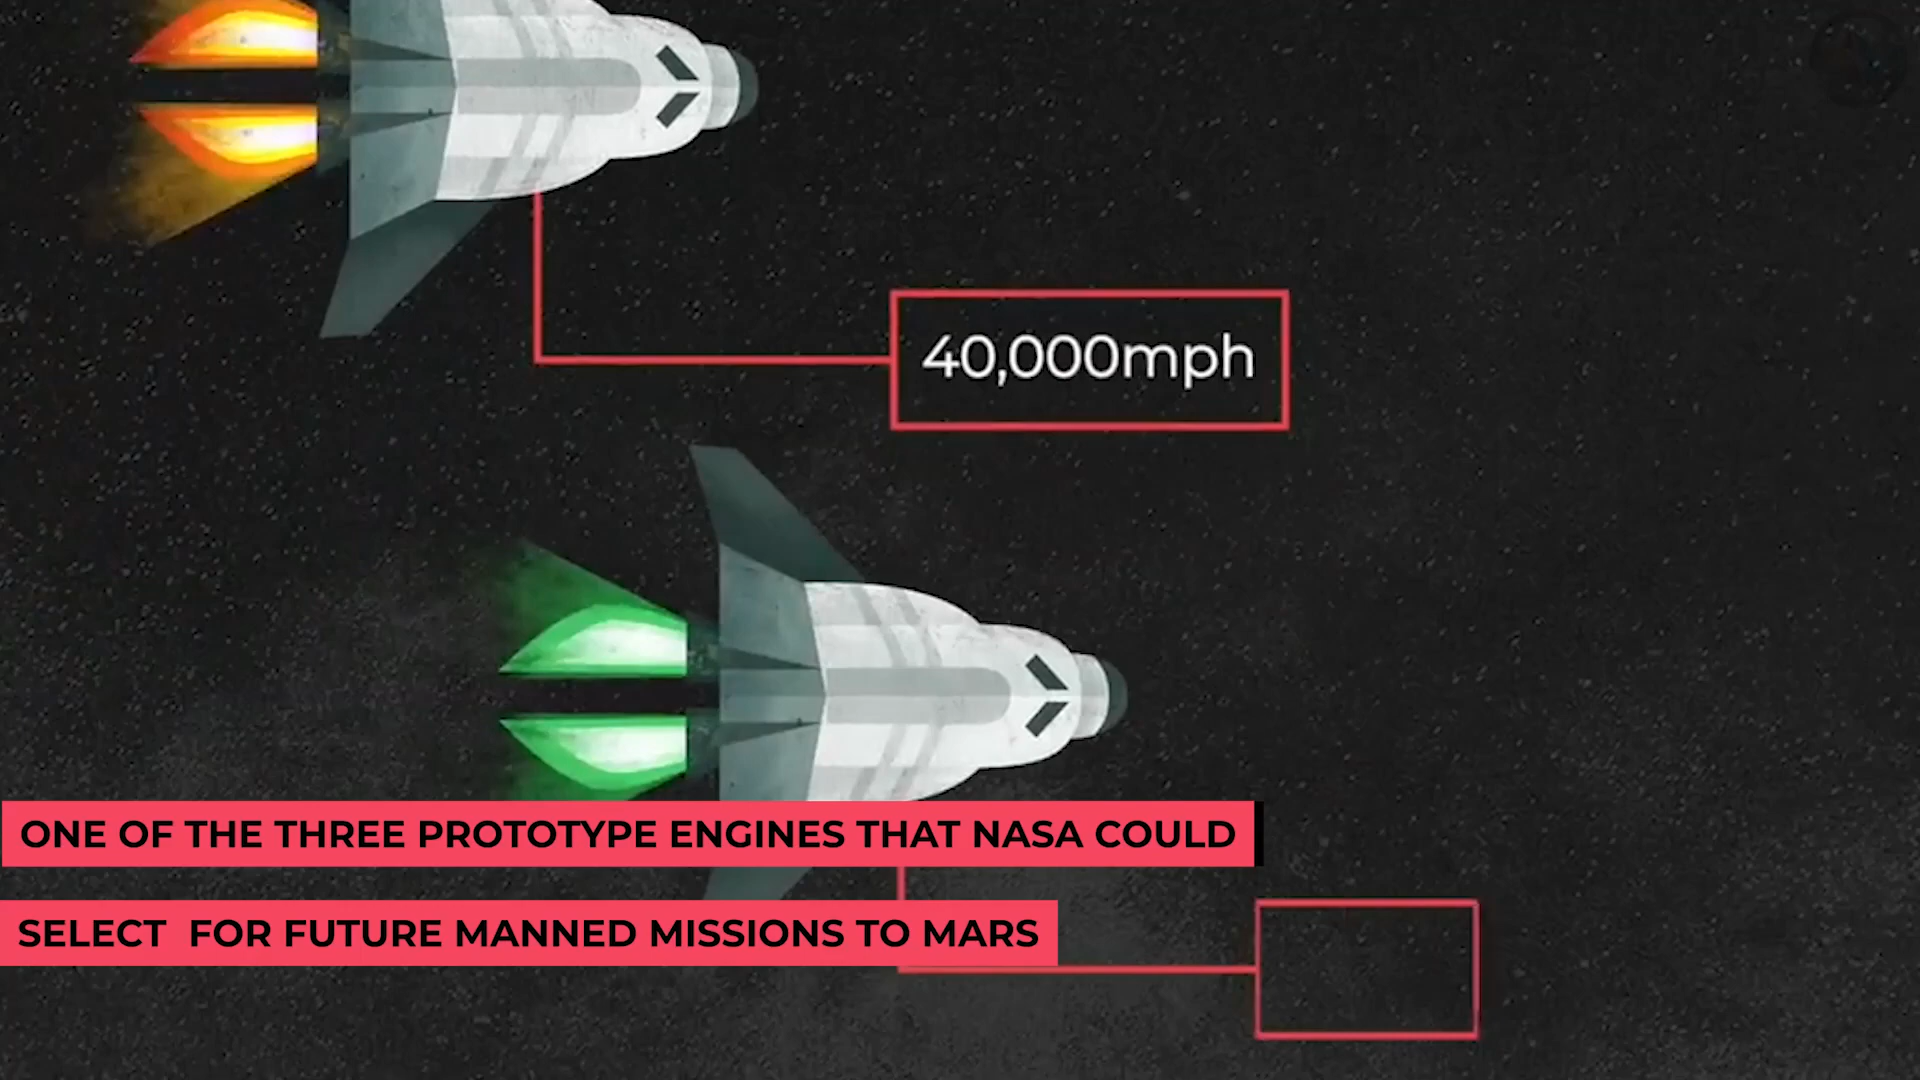 40,000mph
ONE OF THE THREE PROTOTYPE ENGINES THAT NASA COULD
SELECT  FOR FUTURE MANNED MISSIONS TO MARS